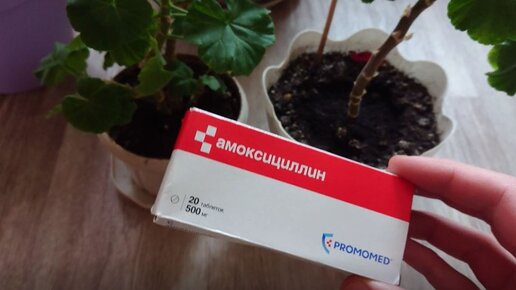 амоксициллин
20 таблеток
500 мг
PROMOMED